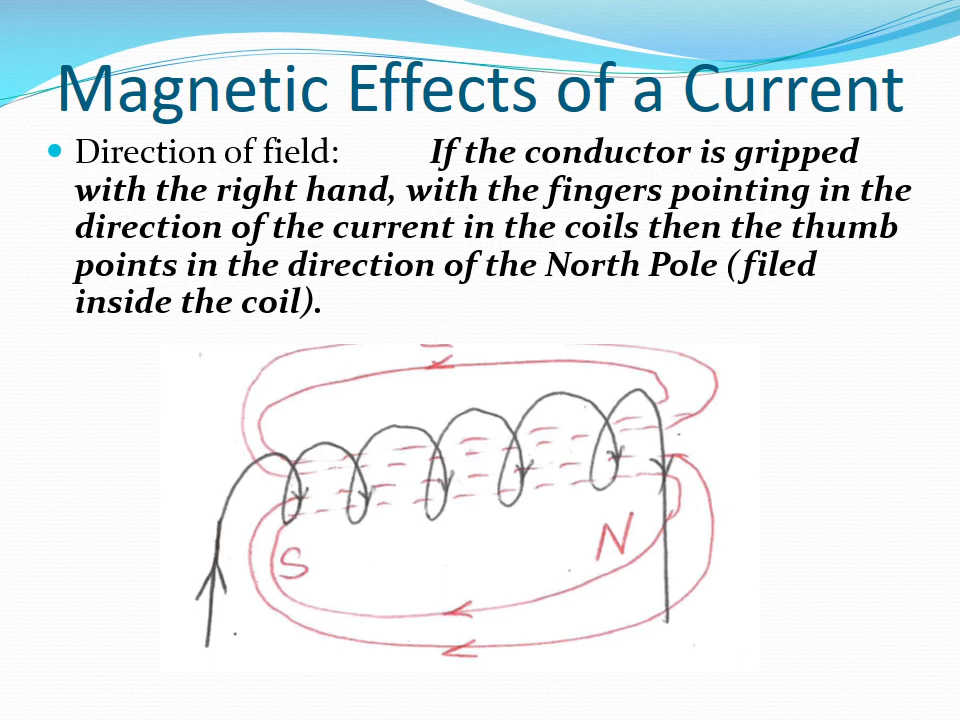 Magnetic Effects of a Current
Direction of field: If the conductor is gripped
with the right hand, with the fingers pointing in the
direction of the current in the coils then the thumb
points in the direction of the North Pole (filed
inside the coil).
S
N